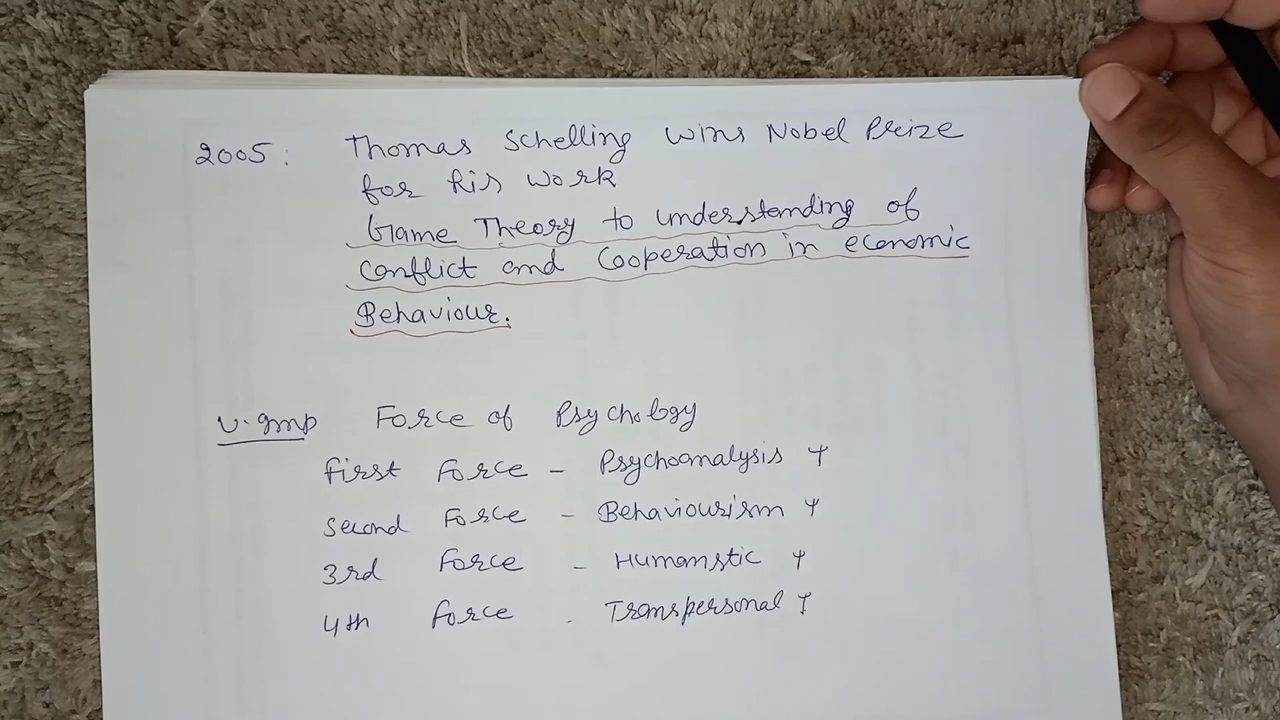 2005: Thomas Schelling wins Nobel Prize
for his work
Game Theory to understanding of
Conflict and Cooperation in economic
Behaviour.
V. Imp Force of Psychology
First Force - Psychoanalysis Ψ
Second Force - Behaviourism Ψ
3rd Force - Humanstic Ψ
4th Force . Transpersonal Ψ